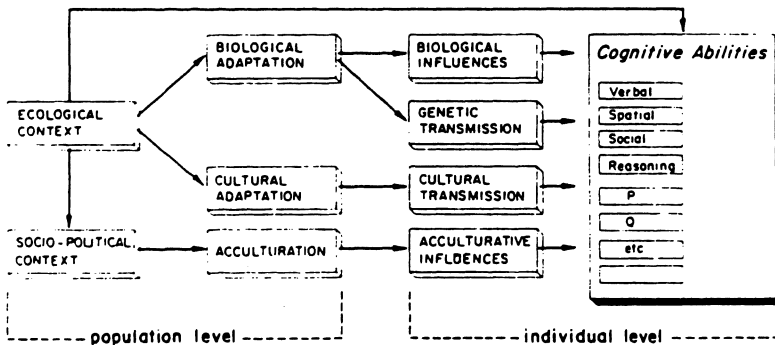 BIOLOGICAL
ADAPTATION
BIOLOGICAL
INFLUENCES
Cognitive Abilities
Verbal
Spatial
Social
Reasoning
P
Q
etc
ECOLOGICAL
CONTEXT
GENETIC
TRANSMISSION
CULTURAL
ADAPTATION
CULTURAL
TRANSMISSION
SOCIO-POLITICAL
CONTEXT
ACCULTURATION
ACCULTURATIVE
INFLUENCES
population level
individual level